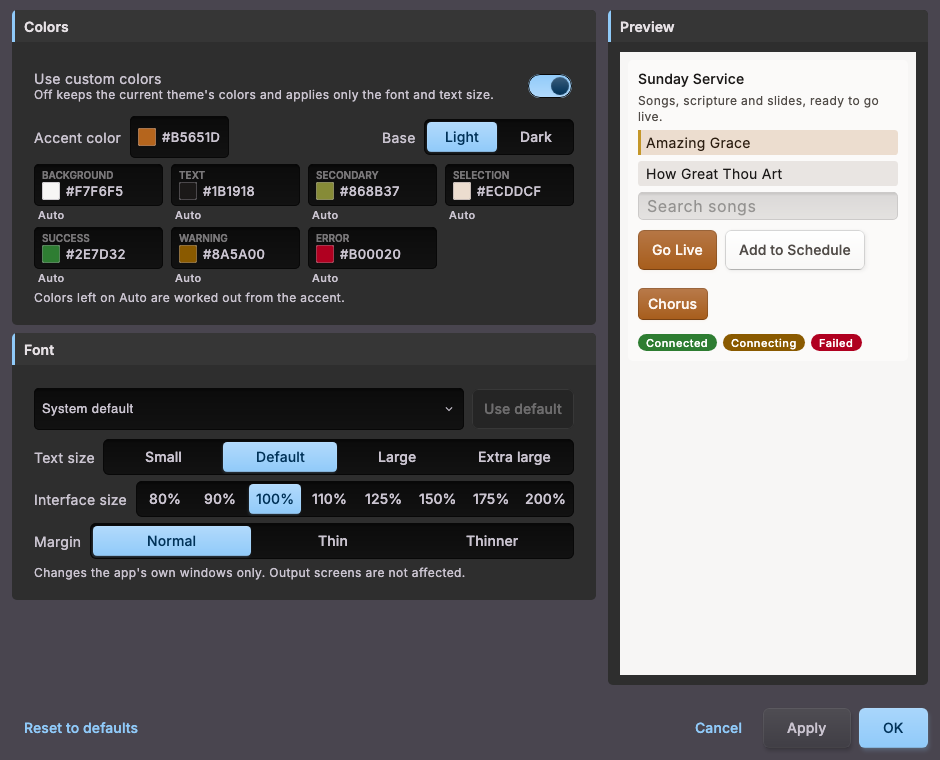 Colors
Use custom colors
Off keeps the current theme's colors and applies only the font and text size.
Accent color #B5651D Base Light Dark
BACKGROUND TEXT SECONDARY SELECTION
#F7F6F5 #1B1918 #868B37 #ECDDCF
Auto Auto Auto Auto
SUCCESS WARNING ERROR
#2E7D32 #8A5A00 #B00020
Auto Auto Auto
Colors left on Auto are worked out from the accent.
Font
System default Use default
Text size Small Default Large Extra large
Interface size 80% 90% 100% 110% 125% 150% 175% 200%
Margin Normal Thin Thinner
Changes the app's own windows only. Output screens are not affected.
Preview
Sunday Service
Songs, scripture and slides, ready to go
live.
Amazing Grace
How Great Thou Art
Search songs
Go Live Add to Schedule
Chorus
Connected Connecting Failed
Reset to defaults Cancel Apply OK